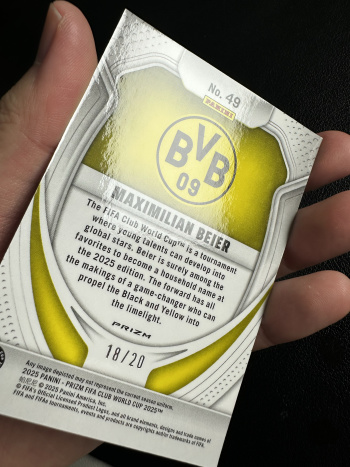 No. 49
PANINI
BVB
09
MAXIMILIAN BEIER
The FIFA Club World Cup™ is a tournament
where young talents can develop into
global stars. Beier is surely among the
favorites to become a household name at
the 2025 edition. The forward has all
the makings of a game-changer who can
propel the Black and Yellow into
the limelight.
PRIZM
18/20
Any image depicted may not represent the current season uniform.
2025 PANINI - PRIZM FIFA CLUB WORLD CUP 2025™
© 2025 Panini America, Inc.
© FIFA, FIFA's Official Licensed Product Logos, and all brand elements, designs and trade names of
FIFA and FIFAe tournaments, events and products are copyrights and/or trademarks of FIFA.